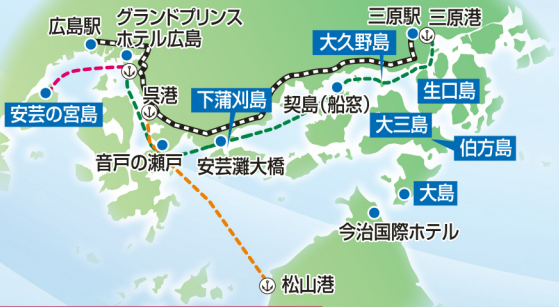 グランドプリンス
ホテル広島
広島駅
三原駅
三原港
大久野島
安芸の宮島
呉港
下蒲刈島
契島(船窓)
生口島
大三島
伯方島
音戸の瀬戸
安芸灘大橋
大島
今治国際ホテル
松山港